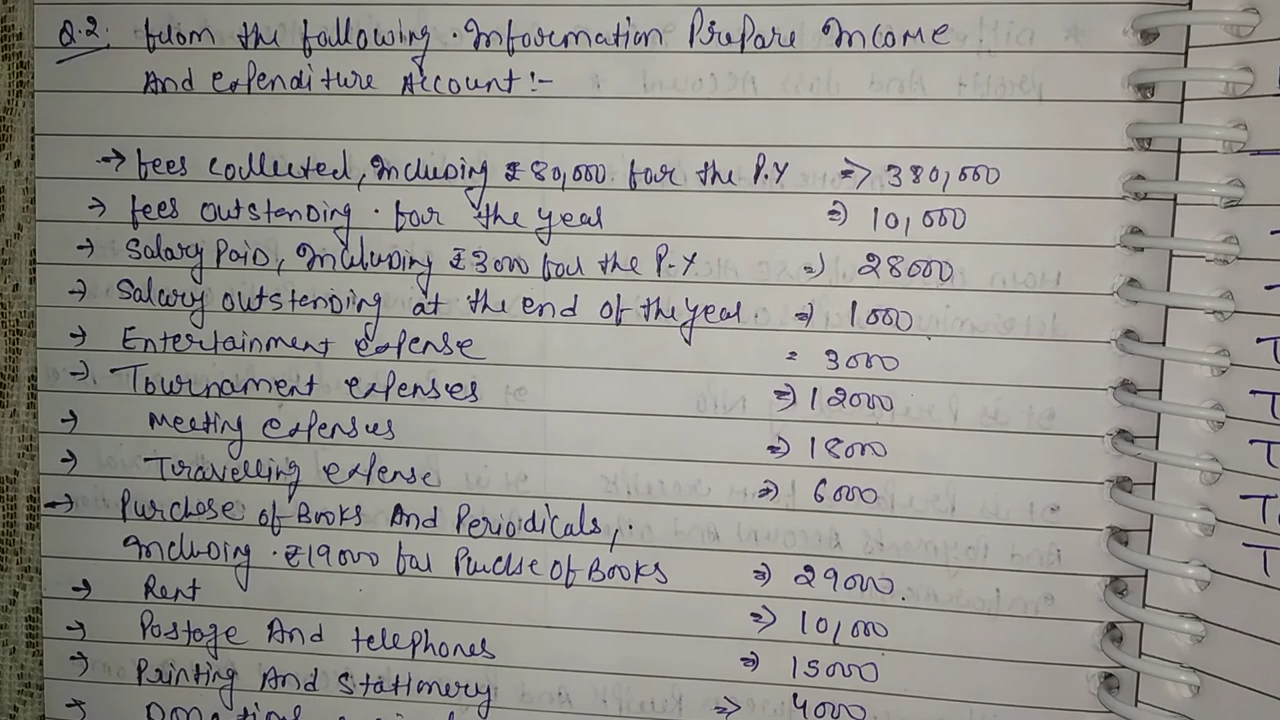 Q.2. from the following Information Prepare Income
And expenditure Account :-
→ fees collected, Including ₹80,000 for the P.Y ⇒ 380,000
→ fees outstanding for the year ⇒ 10,000
→ Salary Paid, Including ₹3000 for the P.Y. ⇒ 28000
→ Salary outstending at the end of the year. ⇒ 1000
→ Entertainment expense = 3000
→ Tournament expenses ⇒ 12000
→ Meeting expenses ⇒ 18000
→ Travelling expense ⇒ 6000
→ Purchase of Books And Periodicals,
Including ₹19000 for Purchse of Books ⇒ 29000.
→ Rent ⇒ 10,000
→ Postage And telephones ⇒ 15000
→ Printing And Stationery ⇒ 4000